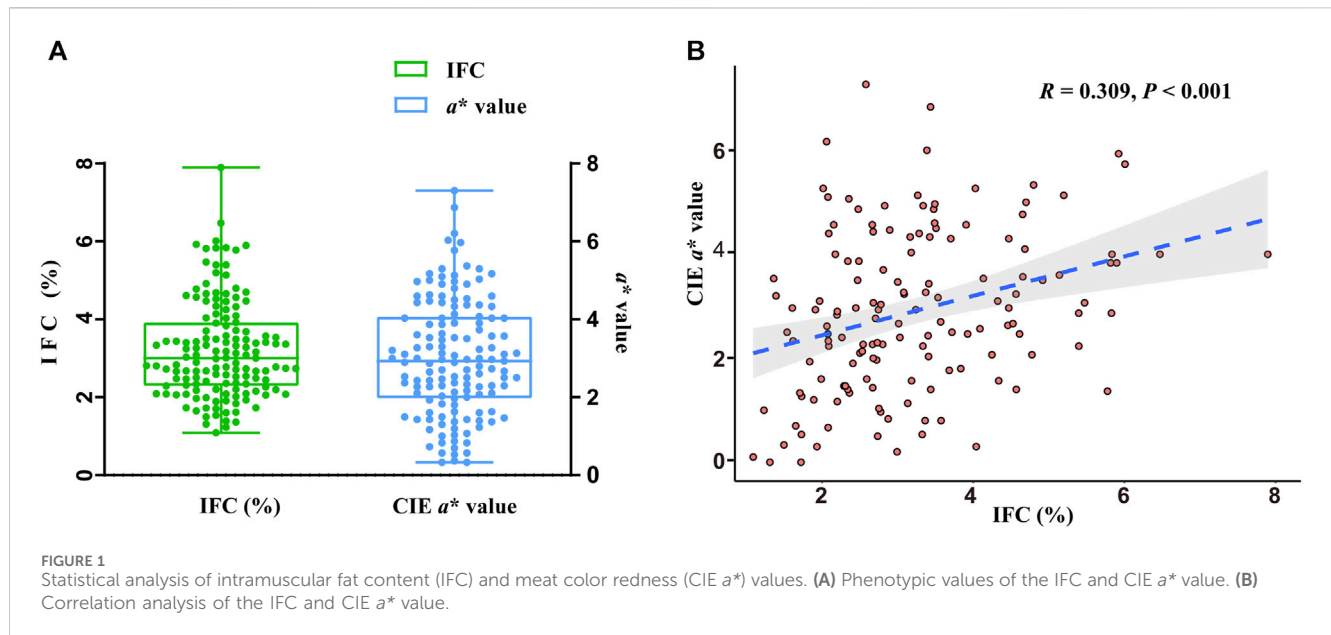 A
IFC
a* value
IFC (%)
8
6
4
2
0
8
6
4
2
0
a* value
IFC (%)
CIE a* value
B
R = 0.309, P < 0.001
CIE a* value
6
4
2
0
2
4
6
8
IFC (%)
FIGURE 1
Statistical analysis of intramuscular fat content (IFC) and meat color redness (CIE a*) values. (A) Phenotypic values of the IFC and CIE a* value. (B)
Correlation analysis of the IFC and CIE a* value.